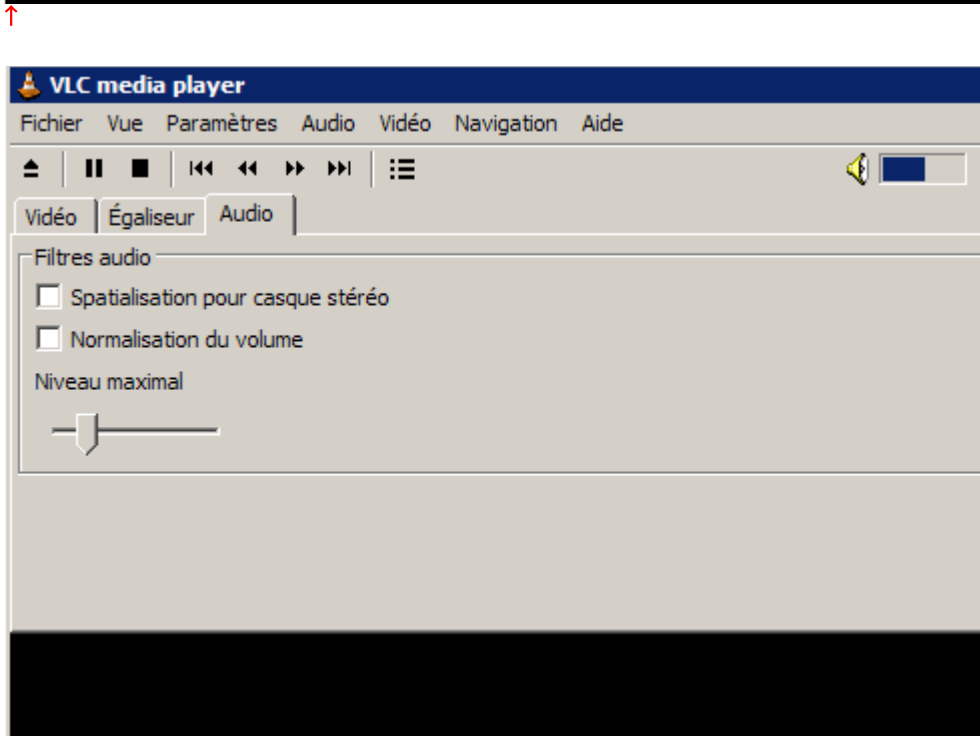 VLC media player
Fichier Vue Paramètres Audio Vidéo Navigation Aide
Vidéo Égaliseur Audio
Filtres audio
Spatialisation pour casque stéréo
Normalisation du volume
Niveau maximal